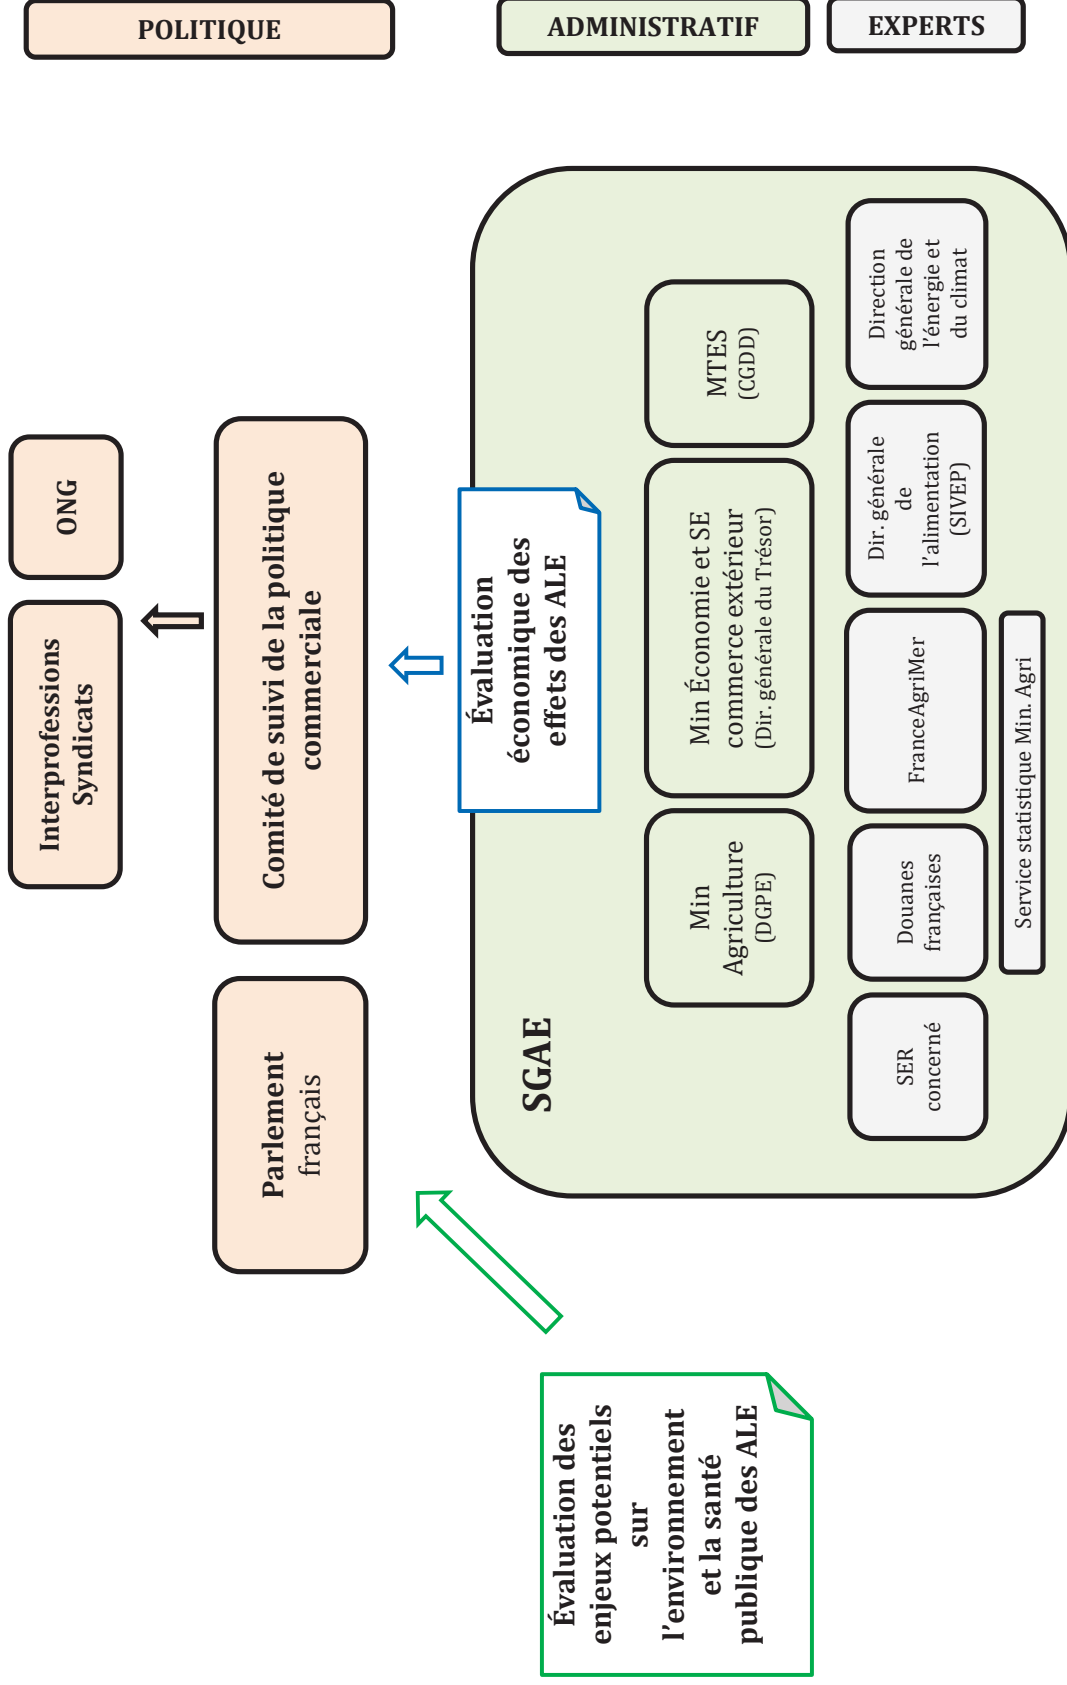 POLITIQUE
ADMINISTRATIF
EXPERTS
Interprofessions
Syndicats
ONG
Parlement
français
Comité de suivi de la politique
commerciale
Évaluation
économique des
effets des ALE
Évaluation des
enjeux potentiels
sur
l'environnement
et la santé
publique des ALE
SGAE
Min
Agriculture
(DGPE)
Min Économie et SE
commerce extérieur
(Dir. générale du Trésor)
MTES
(CGDD)
SER
concerné
Douanes
françaises
FranceAgriMer
Dir. générale
de
l'alimentation
(SIVEP)
Direction
générale de
l'énergie et
du climat
Service statistique Min. Agri